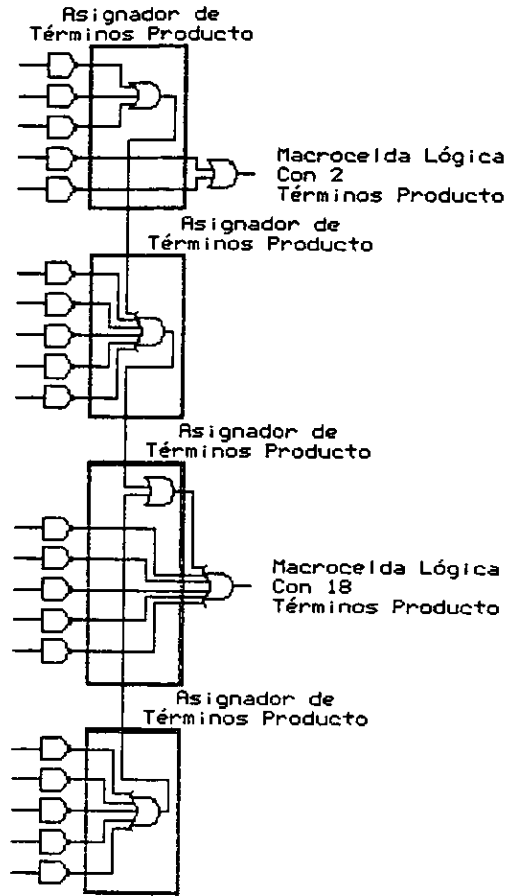 Asignador de
Términos Producto
Macrocelda Lógica
Con 2
Términos Producto
Asignador de
Términos Producto
Asignador de
Términos Producto
Macrocelda Lógica
Con 18
Términos Producto
Asignador de
Términos Producto